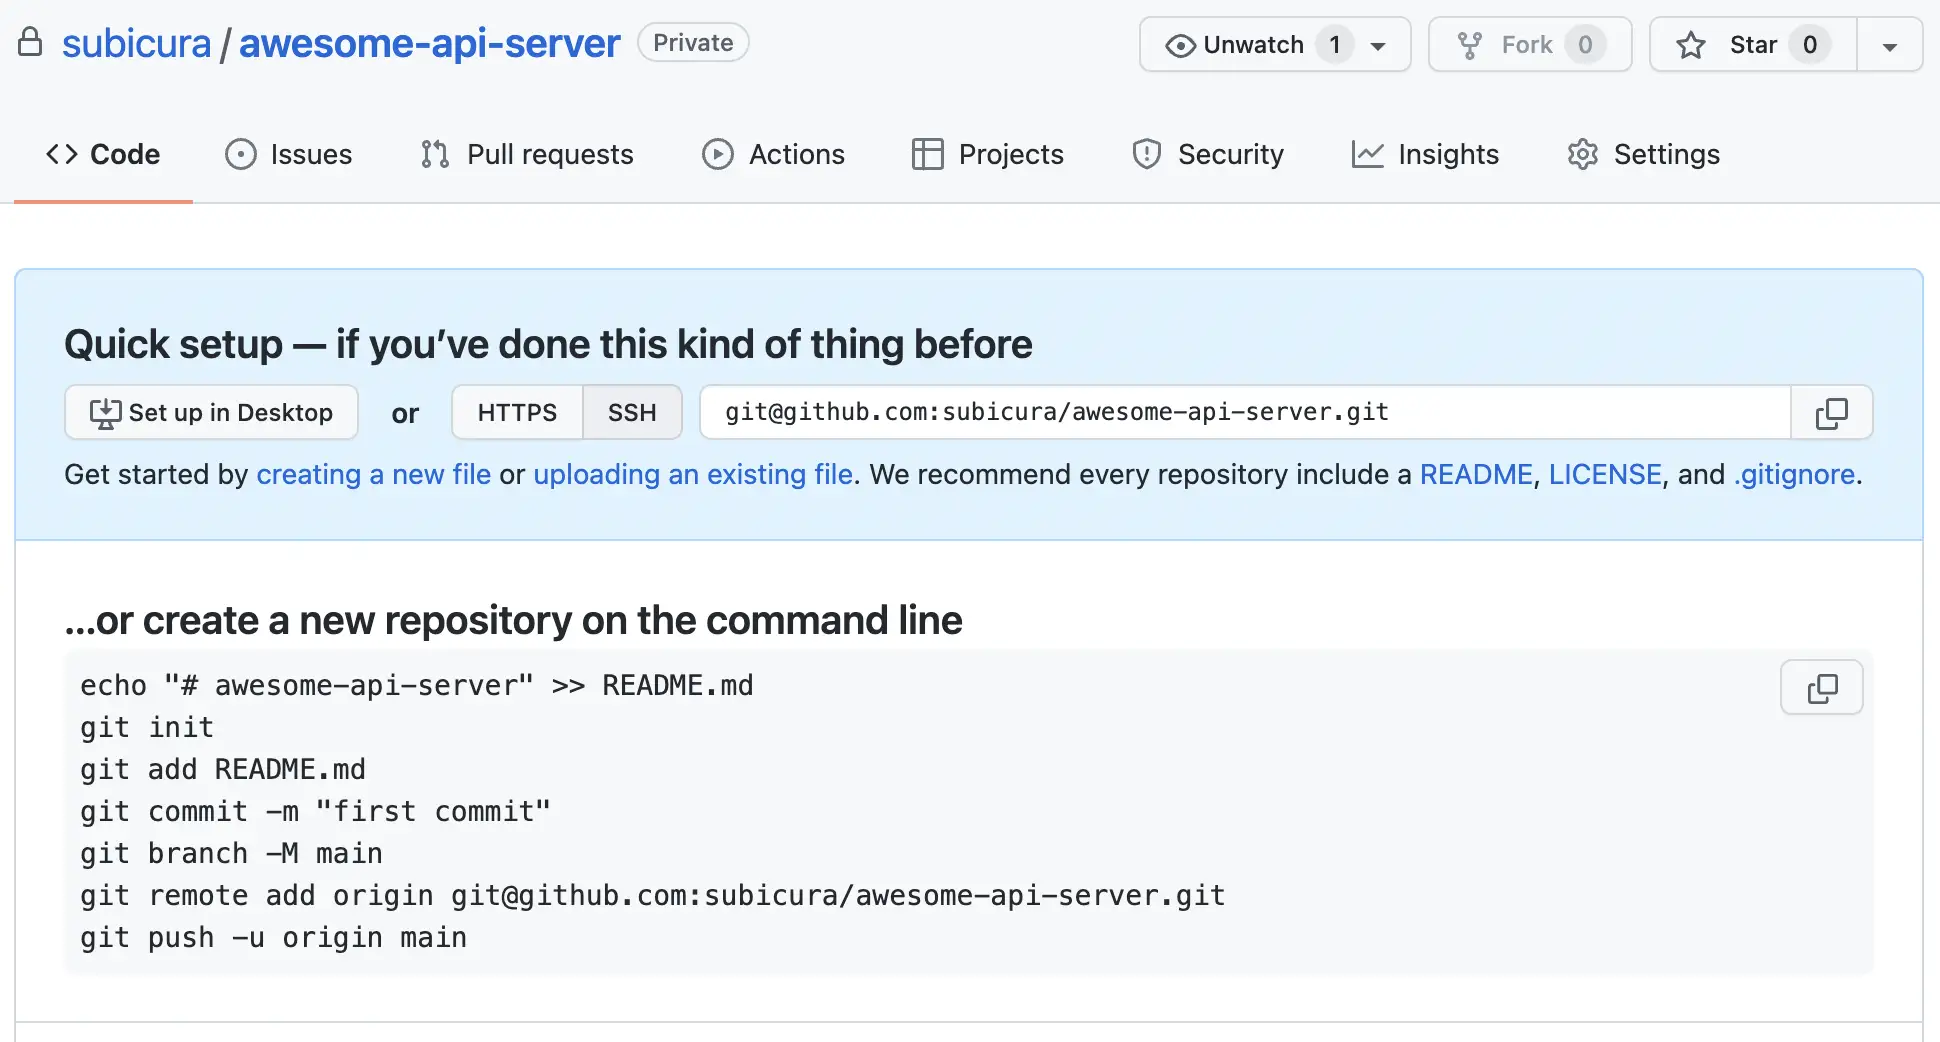 subicura / awesome-api-server Private Unwatch 1 Fork 0 Star 0
Code Issues Pull requests Actions Projects Security Insights Settings
Quick setup — if you’ve done this kind of thing before
Set up in Desktop or HTTPS SSH git@github.com:subicura/awesome-api-server.git
Get started by creating a new file or uploading an existing file. We recommend every repository include a README, LICENSE, and .gitignore.
…or create a new repository on the command line
echo "# awesome-api-server" >> README.md
git init
git add README.md
git commit -m "first commit"
git branch -M main
git remote add origin git@github.com:subicura/awesome-api-server.git
git push -u origin main